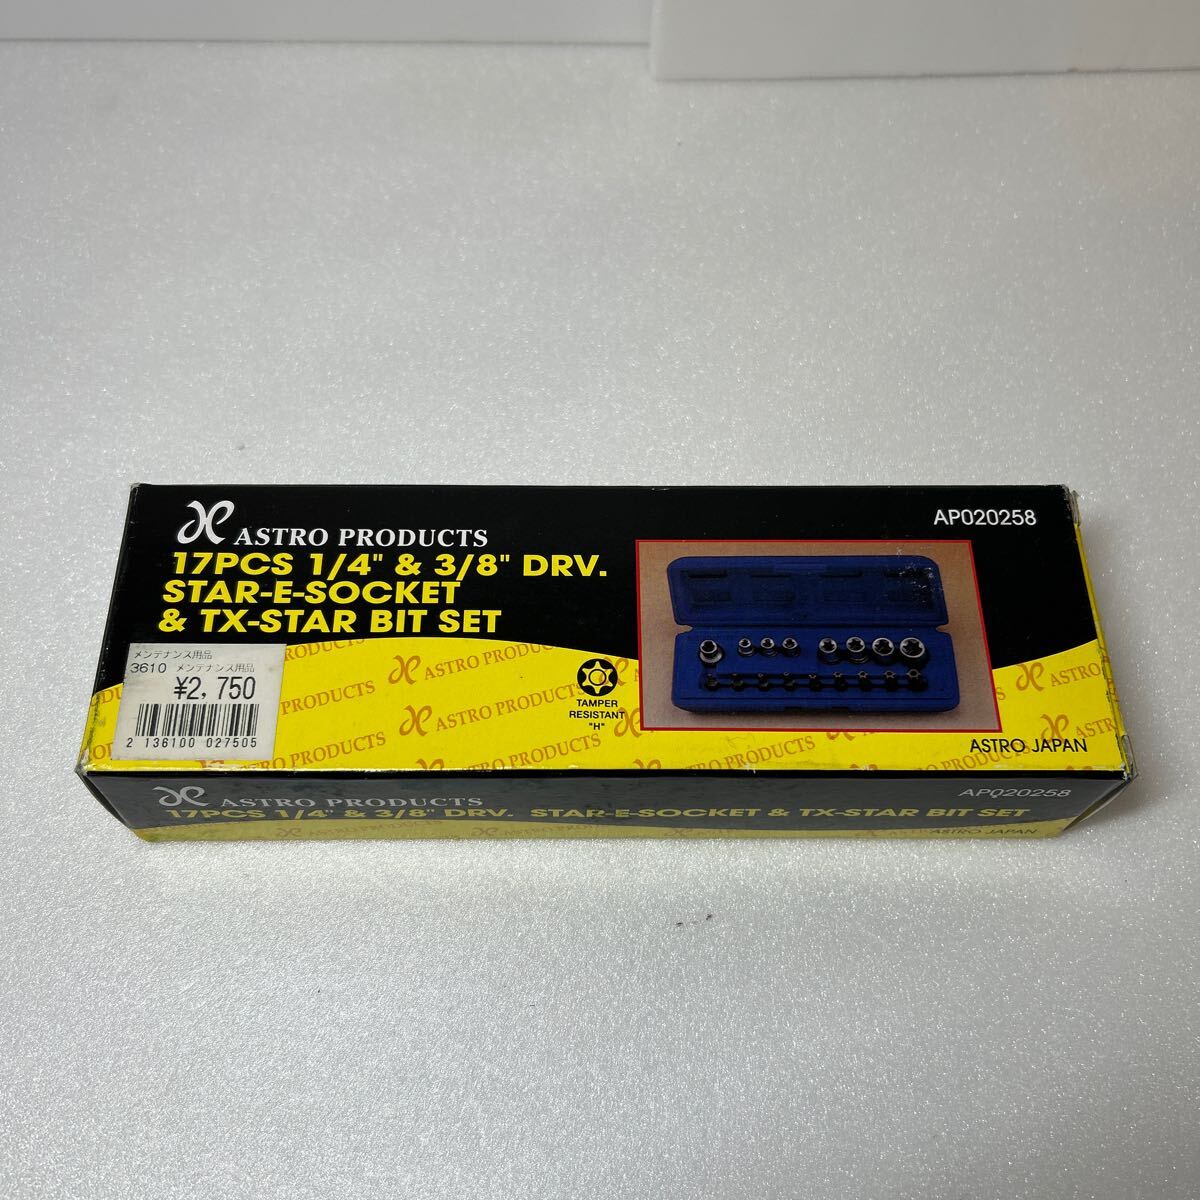 ASTRO PRODUCTS
AP020258
17PCS 1/4" & 3/8" DRV.
STAR-E-SOCKET
& TX-STAR BIT SET
メンテナンス用品
3610 メンテナンス用品
¥2,750
2 136100 027505
ASTRO PRODUCTS
ASTRO PRODUCTS
ASTRO PRODUCTS
ASTRO PRODUCTS
TAMPER
RESISTANT
"H"
ASTRO JAPAN
ASTRO PRODUCTS
AP020258
17PCS 1/4" & 3/8" DRV. STAR-E-SOCKET & TX-STAR BIT SET
ASTRO JAPAN